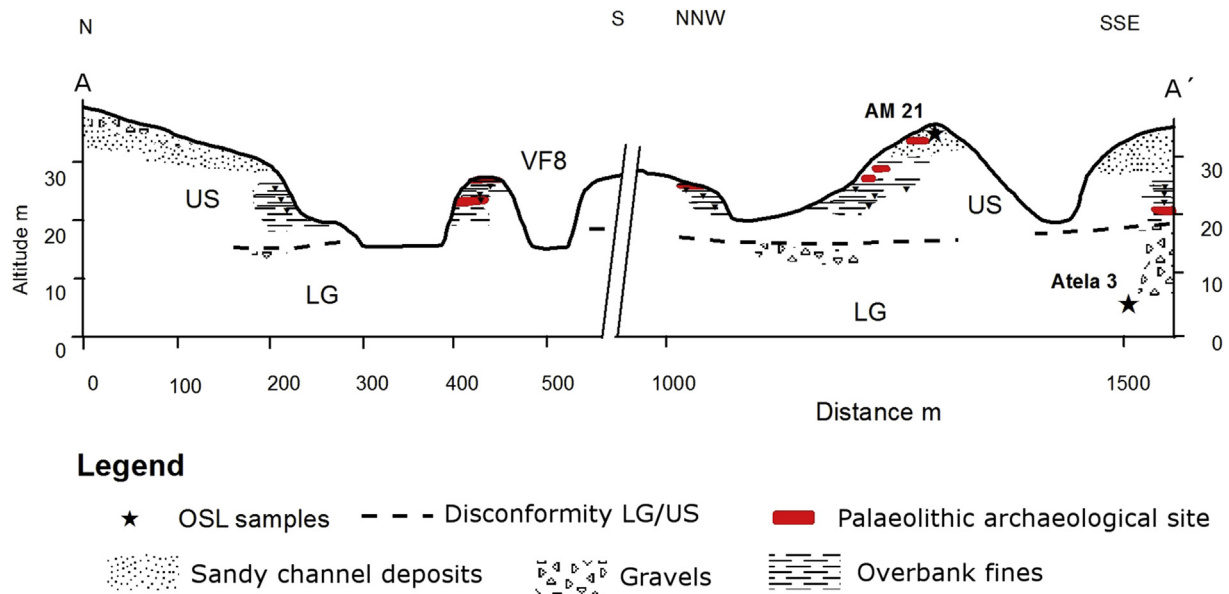 N S NNW SSE
A A´
AM 21
30 VF8 30
US US
20 20
10 LG LG Atela 3 10
0 0
Altitude m
0 100 200 300 400 500 1000 1500
Distance m
Legend
OSL samples Disconformity LG/US Palaeolithic archaeological site
Sandy channel deposits Gravels Overbank fines